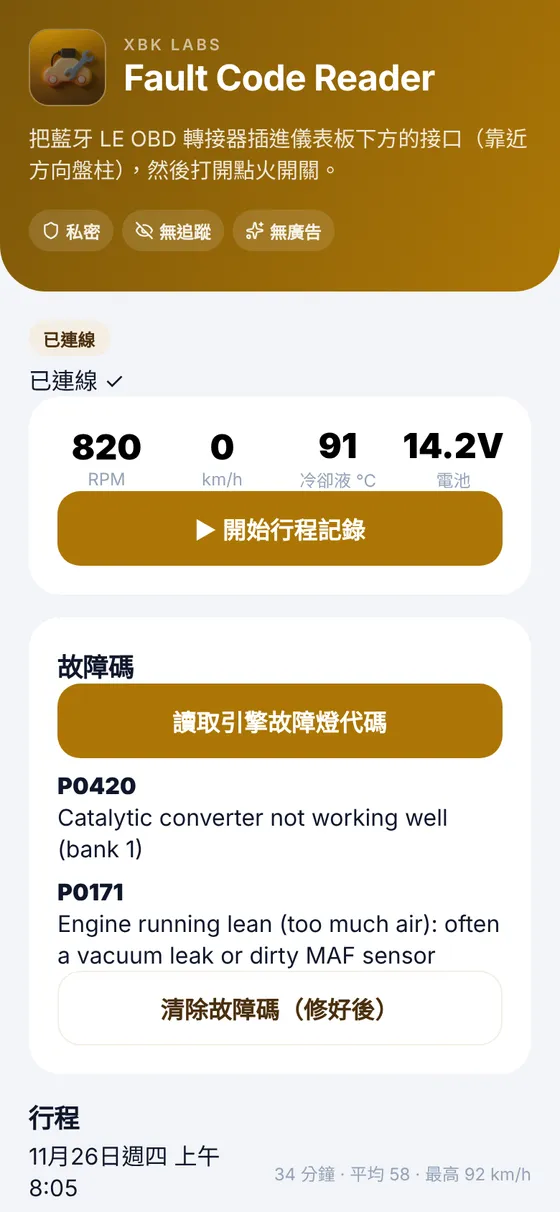 XBK LABS
Fault Code Reader
把藍牙 LE OBD 轉接器插進儀表板下方的接口（靠近
方向盤柱），然後打開點火開關。
私密 無追蹤 無廣告
已連線
已連線 ✓
820 0 91 14.2V
RPM km/h 冷卻液 °C 電池
▶ 開始行程記錄
故障碼
讀取引擎故障燈代碼
P0420
Catalytic converter not working well
(bank 1)
P0171
Engine running lean (too much air): often
a vacuum leak or dirty MAF sensor
清除故障碼（修好後）
行程
11月26日週四 上午
8:05
34 分鐘 · 平均 58 · 最高 92 km/h